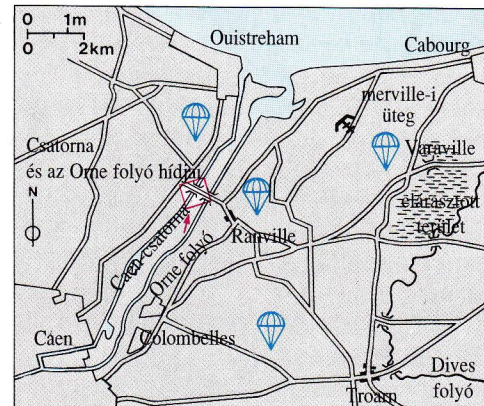 0 1m
0 2km
Ouistreham
Cabourg
merville-i
üteg
Varaville
Csatorna
és az Orne folyó hídjai
elárasztott
terület
N
Ranville
Caen-csatorna
Orne folyó
Caen
Colombelles
Dives
folyó
Troarn